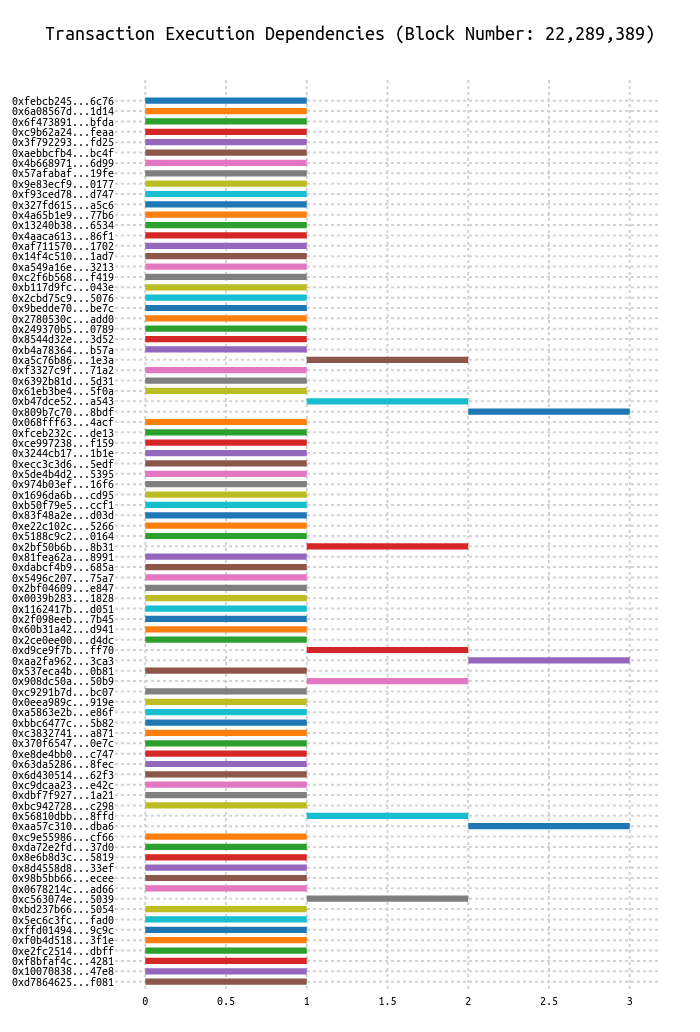 Transaction Execution Dependencies (Block Number: 22,289,389)
0xfebcb245...6c76
0x6a08567d...1d14
0x6f473891...bfda
0xc9b62a24...feaa
0x3f792293...fd25
0xaebbcfb4...bc4f
0x4b668971...6d99
0x57afabaf...19fe
0x9e83ecf9...0177
0xf93ced78...d747
0x327fd615...a5c6
0x4a65b1e9...77b6
0x13240b38...6534
0x4aaca613...86f1
0xaf711570...1702
0x14f4c510...1ad7
0xa549a16e...3213
0xc2f6b568...f419
0xb117d9fc...043e
0x2cbd75c9...5076
0x9bedde70...be7c
0x2780530c...add0
0x249370b5...0789
0x8544d32e...3d52
0xb4a78364...b57a
0xa5c76b86...1e3a
0xf3327c9f...71a2
0x6392b81d...5d31
0x61eb3be4...5f0a
0xb47dce52...a543
0x809b7c70...8bdf
0x068fff63...4acf
0xfceb232c...de13
0xce997238...f159
0x3244cb17...1b1e
0xecc3c3d6...5edf
0x5de4b4d2...5395
0x974b03ef...16f6
0x1696da6b...cd95
0xb50f79e5...ccf1
0x83f48a2e...d03d
0xe22c102c...5266
0x5188c9c2...0164
0x2bf50b6b...8b31
0x81fea62a...8991
0xdabcf4b9...685a
0x5496c207...75a7
0x2bf04609...e847
0x0039b283...1828
0x1162417b...d051
0x2f098eeb...7b45
0x60b31a42...d941
0x2ce0ee00...d4dc
0xd9ce9f7b...ff70
0xaa2fa962...3ca3
0x537eca4b...0b81
0x908dc50a...50b9
0xc9291b7d...bc07
0x0eea989c...919e
0xa5863e2b...e86f
0xbbc6477c...5b82
0xc3832741...a871
0x370f6547...0e7c
0xe8de4bb0...c747
0x63da5286...8fec
0x6d430514...62f3
0xc9dcaa23...e42c
0xdbf7f927...1a21
0xbc942728...c298
0x56810dbb...8ffd
0xaa57c310...dba6
0xc9e55986...cf66
0xda72e2fd...37d0
0x8e6b8d3c...5819
0x8d4558d8...33ef
0x98b5bb66...ecee
0x0678214c...ad66
0xc563074e...5039
0xbd237b66...5054
0x5ec6c3fc...fad0
0xffd01494...9c9c
0xf0b4d518...3f1e
0xe2fc2514...dbff
0xf8bfaf4c...4281
0x10070838...47e8
0xd7864625...f081
0 0.5 1 1.5 2 2.5 3